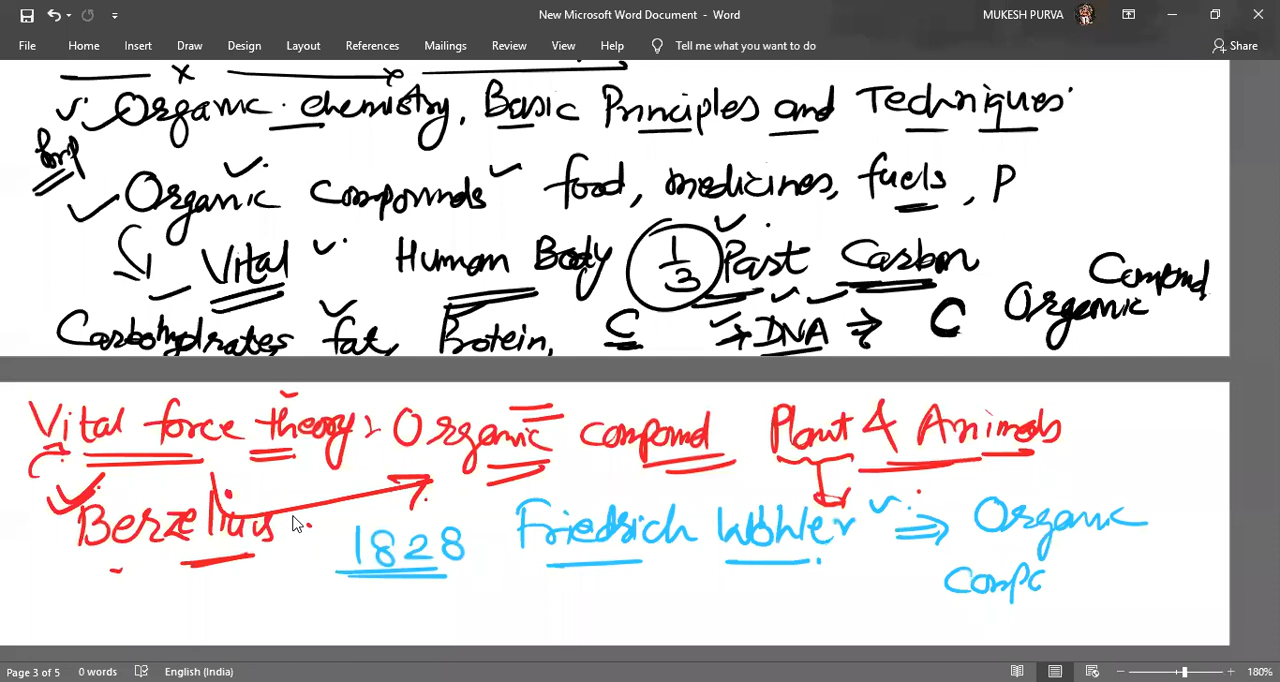 New Microsoft Word Document - Word
MUKESH PURVA
File Home Insert Draw Design Layout References Mailings Review View Help Tell me what you want to do Share
Organic chemistry, Basic Principles and Techniques
Imp
Organic Compounds food, medicines, fuels, P
Vital Human Body 1/3 Part Carbon
Carbohydrates, fat, Protein, C → DNA ⇒ C Organic Compound
Vital force theory: Organic compound Plant & Animals
Berzelius 1828 Friedrich Wöhler ⇒ Organic
Compo
Page 3 of 5 0 words English (India) 180%